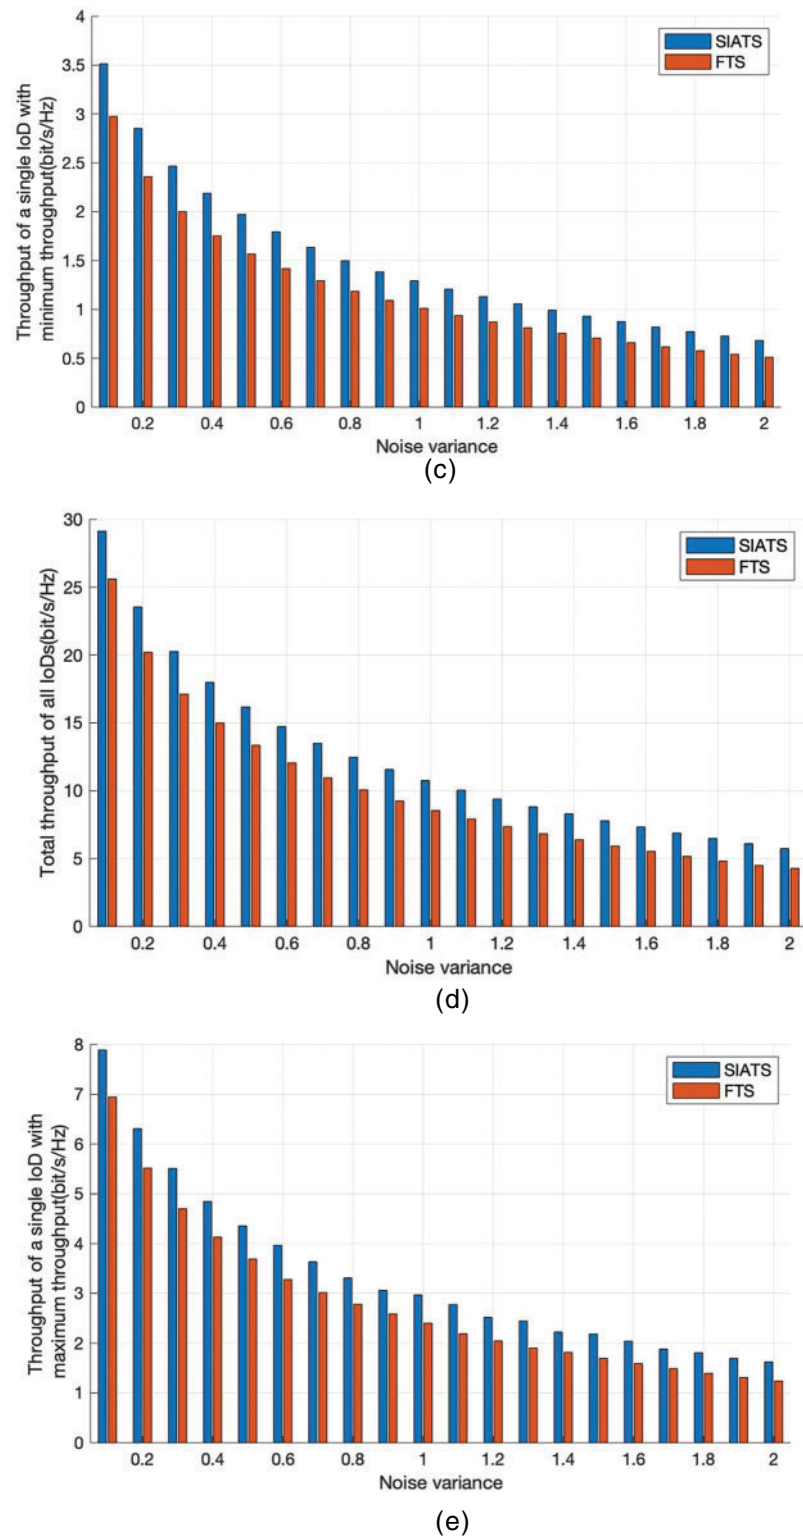 4
3.5
3
2.5
2
1.5
1
0.5
0
Throughput of a single IoD with
minimum throughput(bit/s/Hz)
SIATS
FTS
0.2 0.4 0.6 0.8 1 1.2 1.4 1.6 1.8 2
Noise variance
(c)
30
25
20
15
10
5
0
Total throughput of all IoDs(bit/s/Hz)
SIATS
FTS
0.2 0.4 0.6 0.8 1 1.2 1.4 1.6 1.8 2
Noise variance
(d)
8
7
6
5
4
3
2
1
0
Throughput of a single IoD with
maximum throughput(bit/s/Hz)
SIATS
FTS
0.2 0.4 0.6 0.8 1 1.2 1.4 1.6 1.8 2
Noise variance
(e)